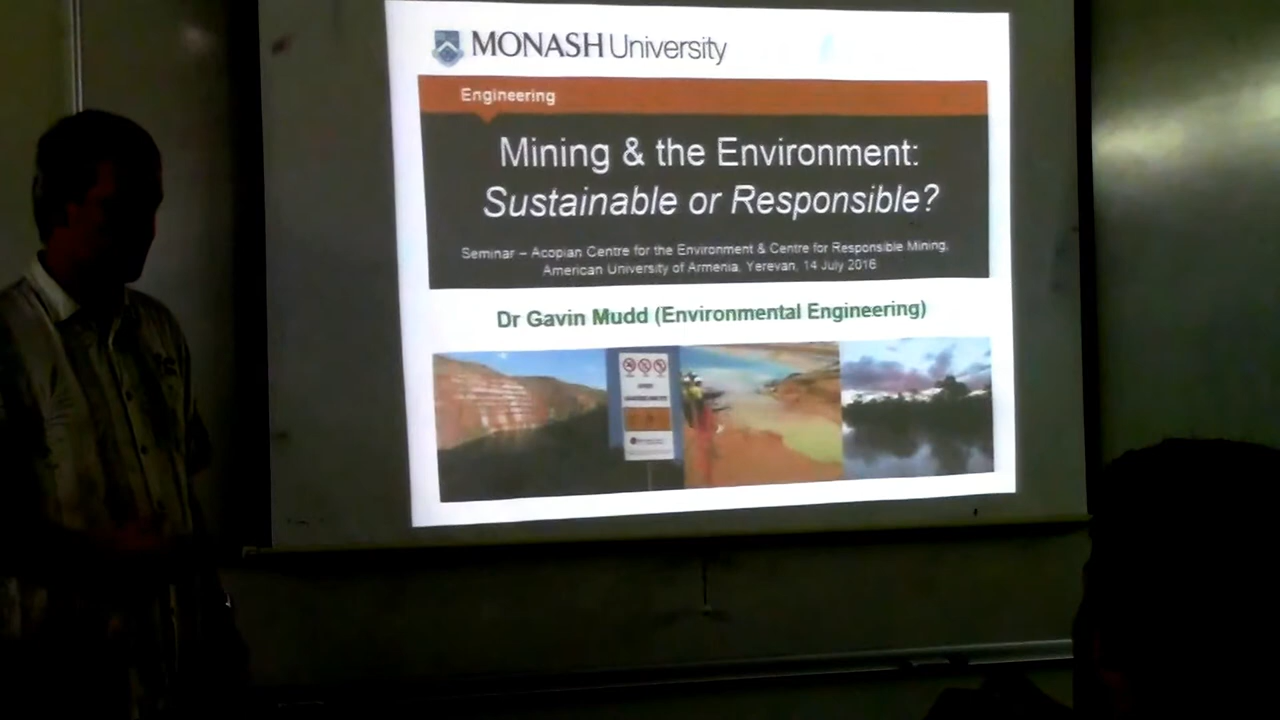 MONASH University
Engineering
Mining & the Environment:
Sustainable or Responsible?
Seminar – Acopian Centre for the Environment & Centre for Responsible Mining,
American University of Armenia, Yerevan, 14 July 2016
Dr Gavin Mudd (Environmental Engineering)